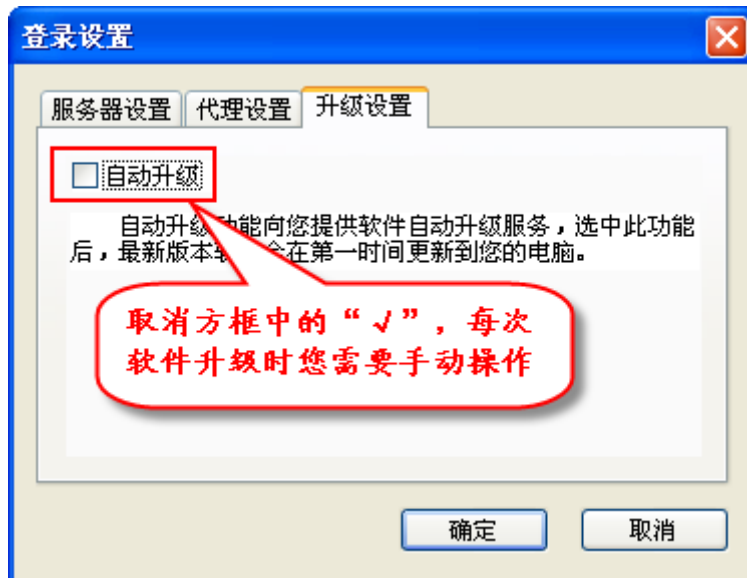 登录设置
服务器设置 代理设置 升级设置
自动升级
自动升级功能向您提供软件自动升级服务，选中此功能
后，最新版本软 会在第一时间更新到您的电脑。
取消方框中的“√”，每次
软件升级时您需要手动操作
确定 取消